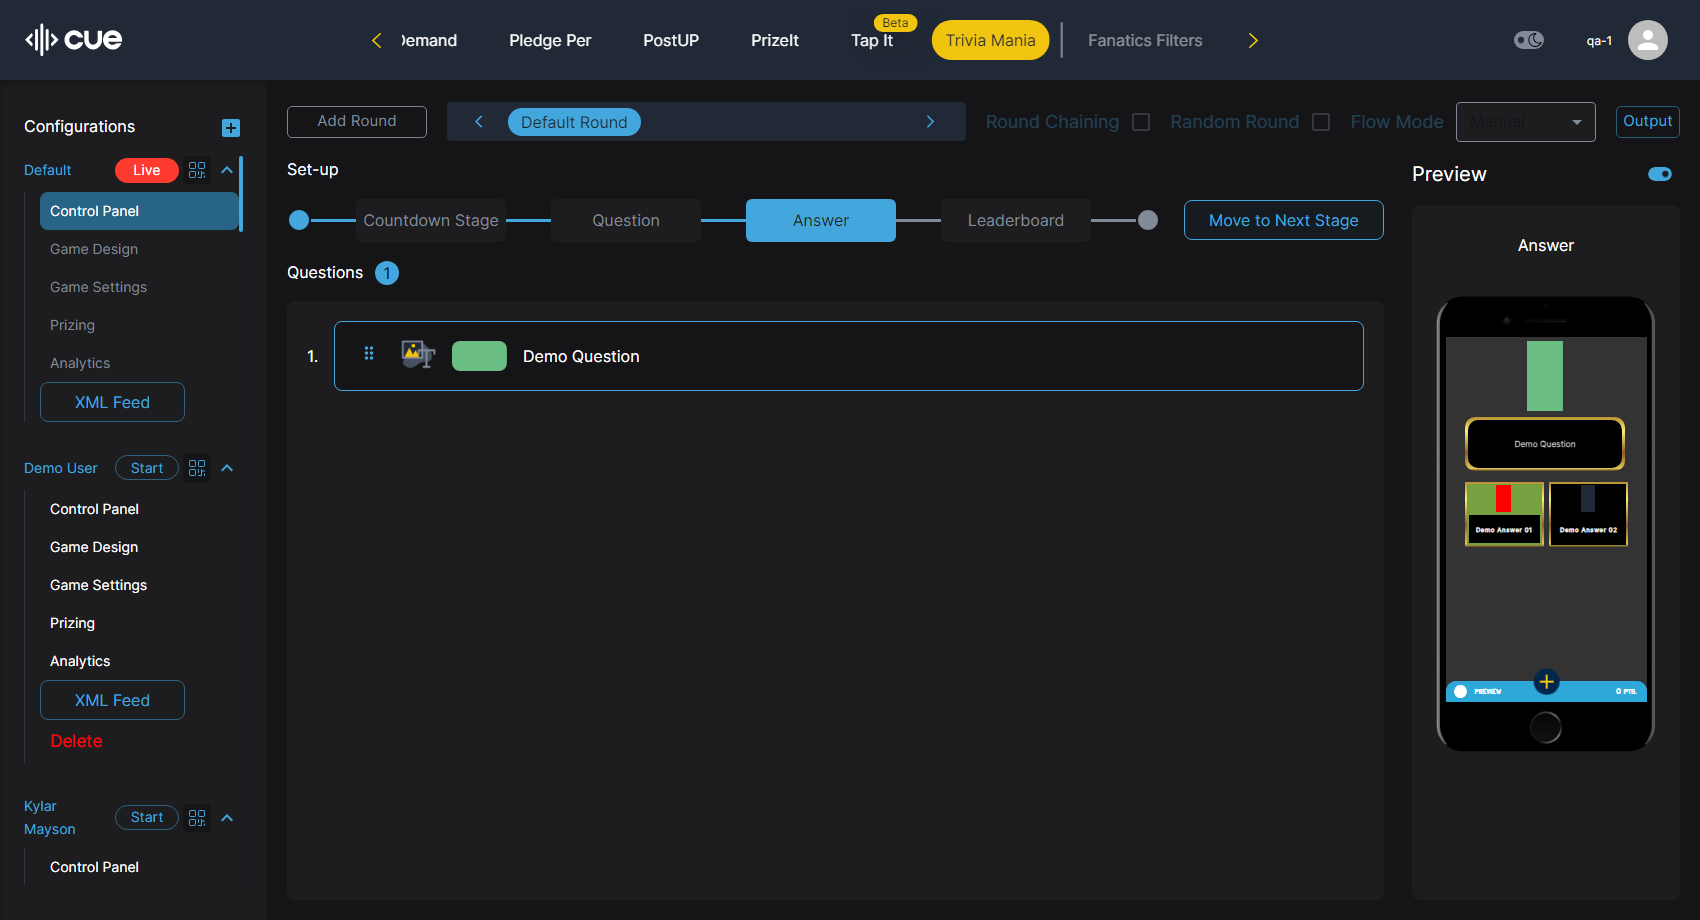 cue
Demand
Pledge Per
PostUP
PrizeIt
Tap It
Beta
Trivia Mania
Fanatics Filters
qa-1
Configurations
Default
Live
Control Panel
Game Design
Game Settings
Prizing
Analytics
XML Feed
Demo User
Start
Control Panel
Game Design
Game Settings
Prizing
Analytics
XML Feed
Delete
Kylar
Mayson
Start
Control Panel
Add Round
Default Round
Round Chaining
Random Round
Flow Mode
Manual
Output
Set-up
Countdown Stage
Question
Answer
Leaderboard
Move to Next Stage
Questions 1
1.
Demo Question
Preview
Answer
Demo Question
Demo Answer 01
Demo Answer 02
PREVIEW
0 PTS.